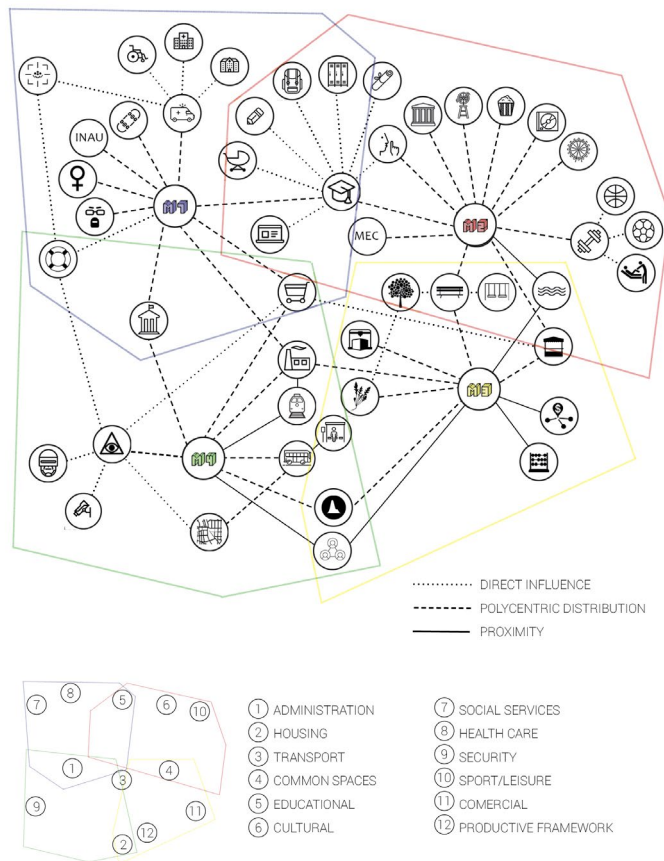 INAU
M1
M2
MEC
M3
M4
DIRECT INFLUENCE
POLYCENTRIC DISTRIBUTION
PROXIMITY
7
8
5
6
10
1
3
4
9
11
2
12
1 ADMINISTRATION
2 HOUSING
3 TRANSPORT
4 COMMON SPACES
5 EDUCATIONAL
6 CULTURAL
7 SOCIAL SERVICES
8 HEALTH CARE
9 SECURITY
10 SPORT/LEISURE
11 COMERCIAL
12 PRODUCTIVE FRAMEWORK